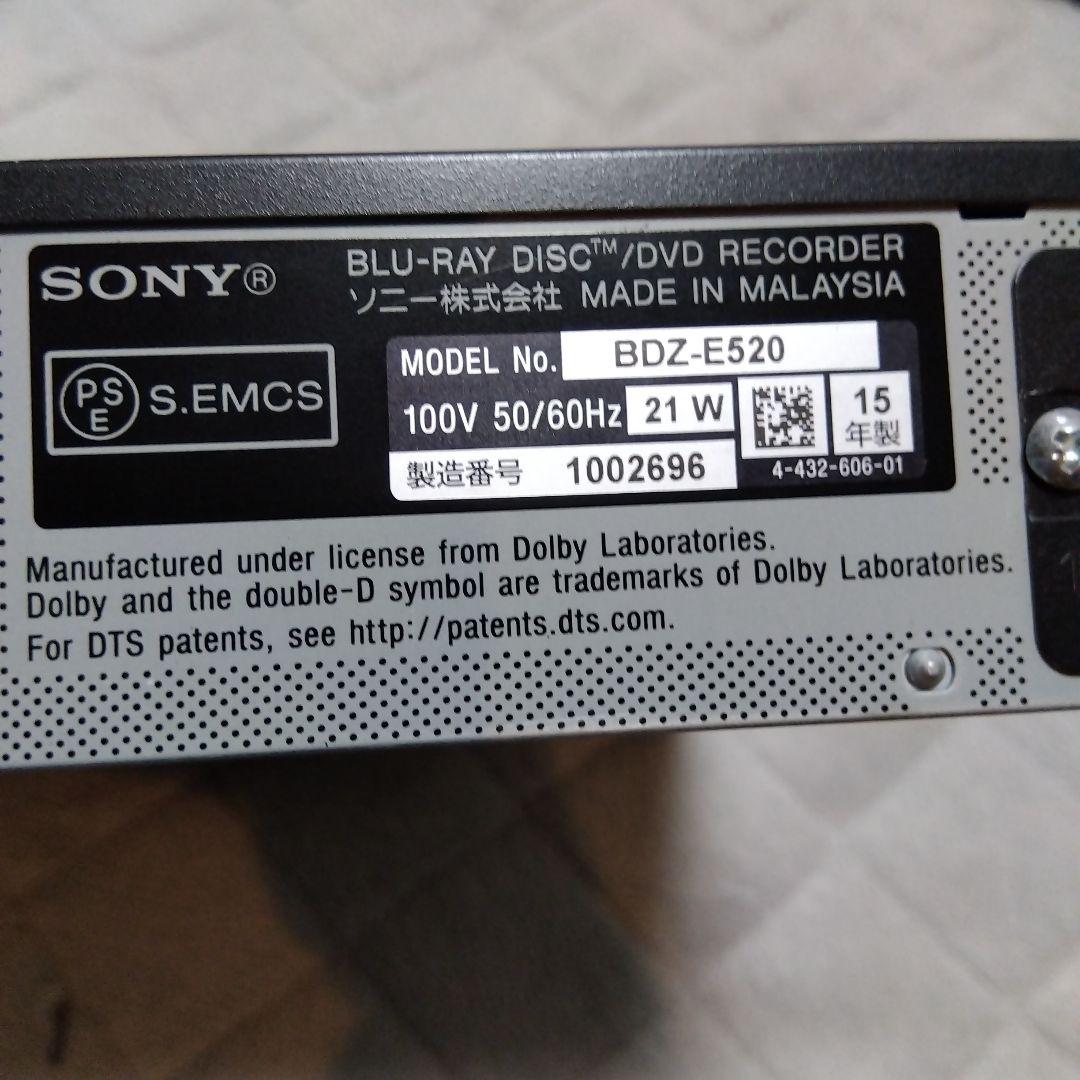 SONY®
BLU-RAY DISC™/DVD RECORDER
ソニー株式会社 MADE IN MALAYSIA
PS
E
S.EMCS
MODEL No. BDZ-E520
100V 50/60Hz 21 W
15
年製
製造番号 1002696
4-432-606-01
Manufactured under license from Dolby Laboratories.
Dolby and the double-D symbol are trademarks of Dolby Laboratories.
For DTS patents, see http://patents.dts.com.
1